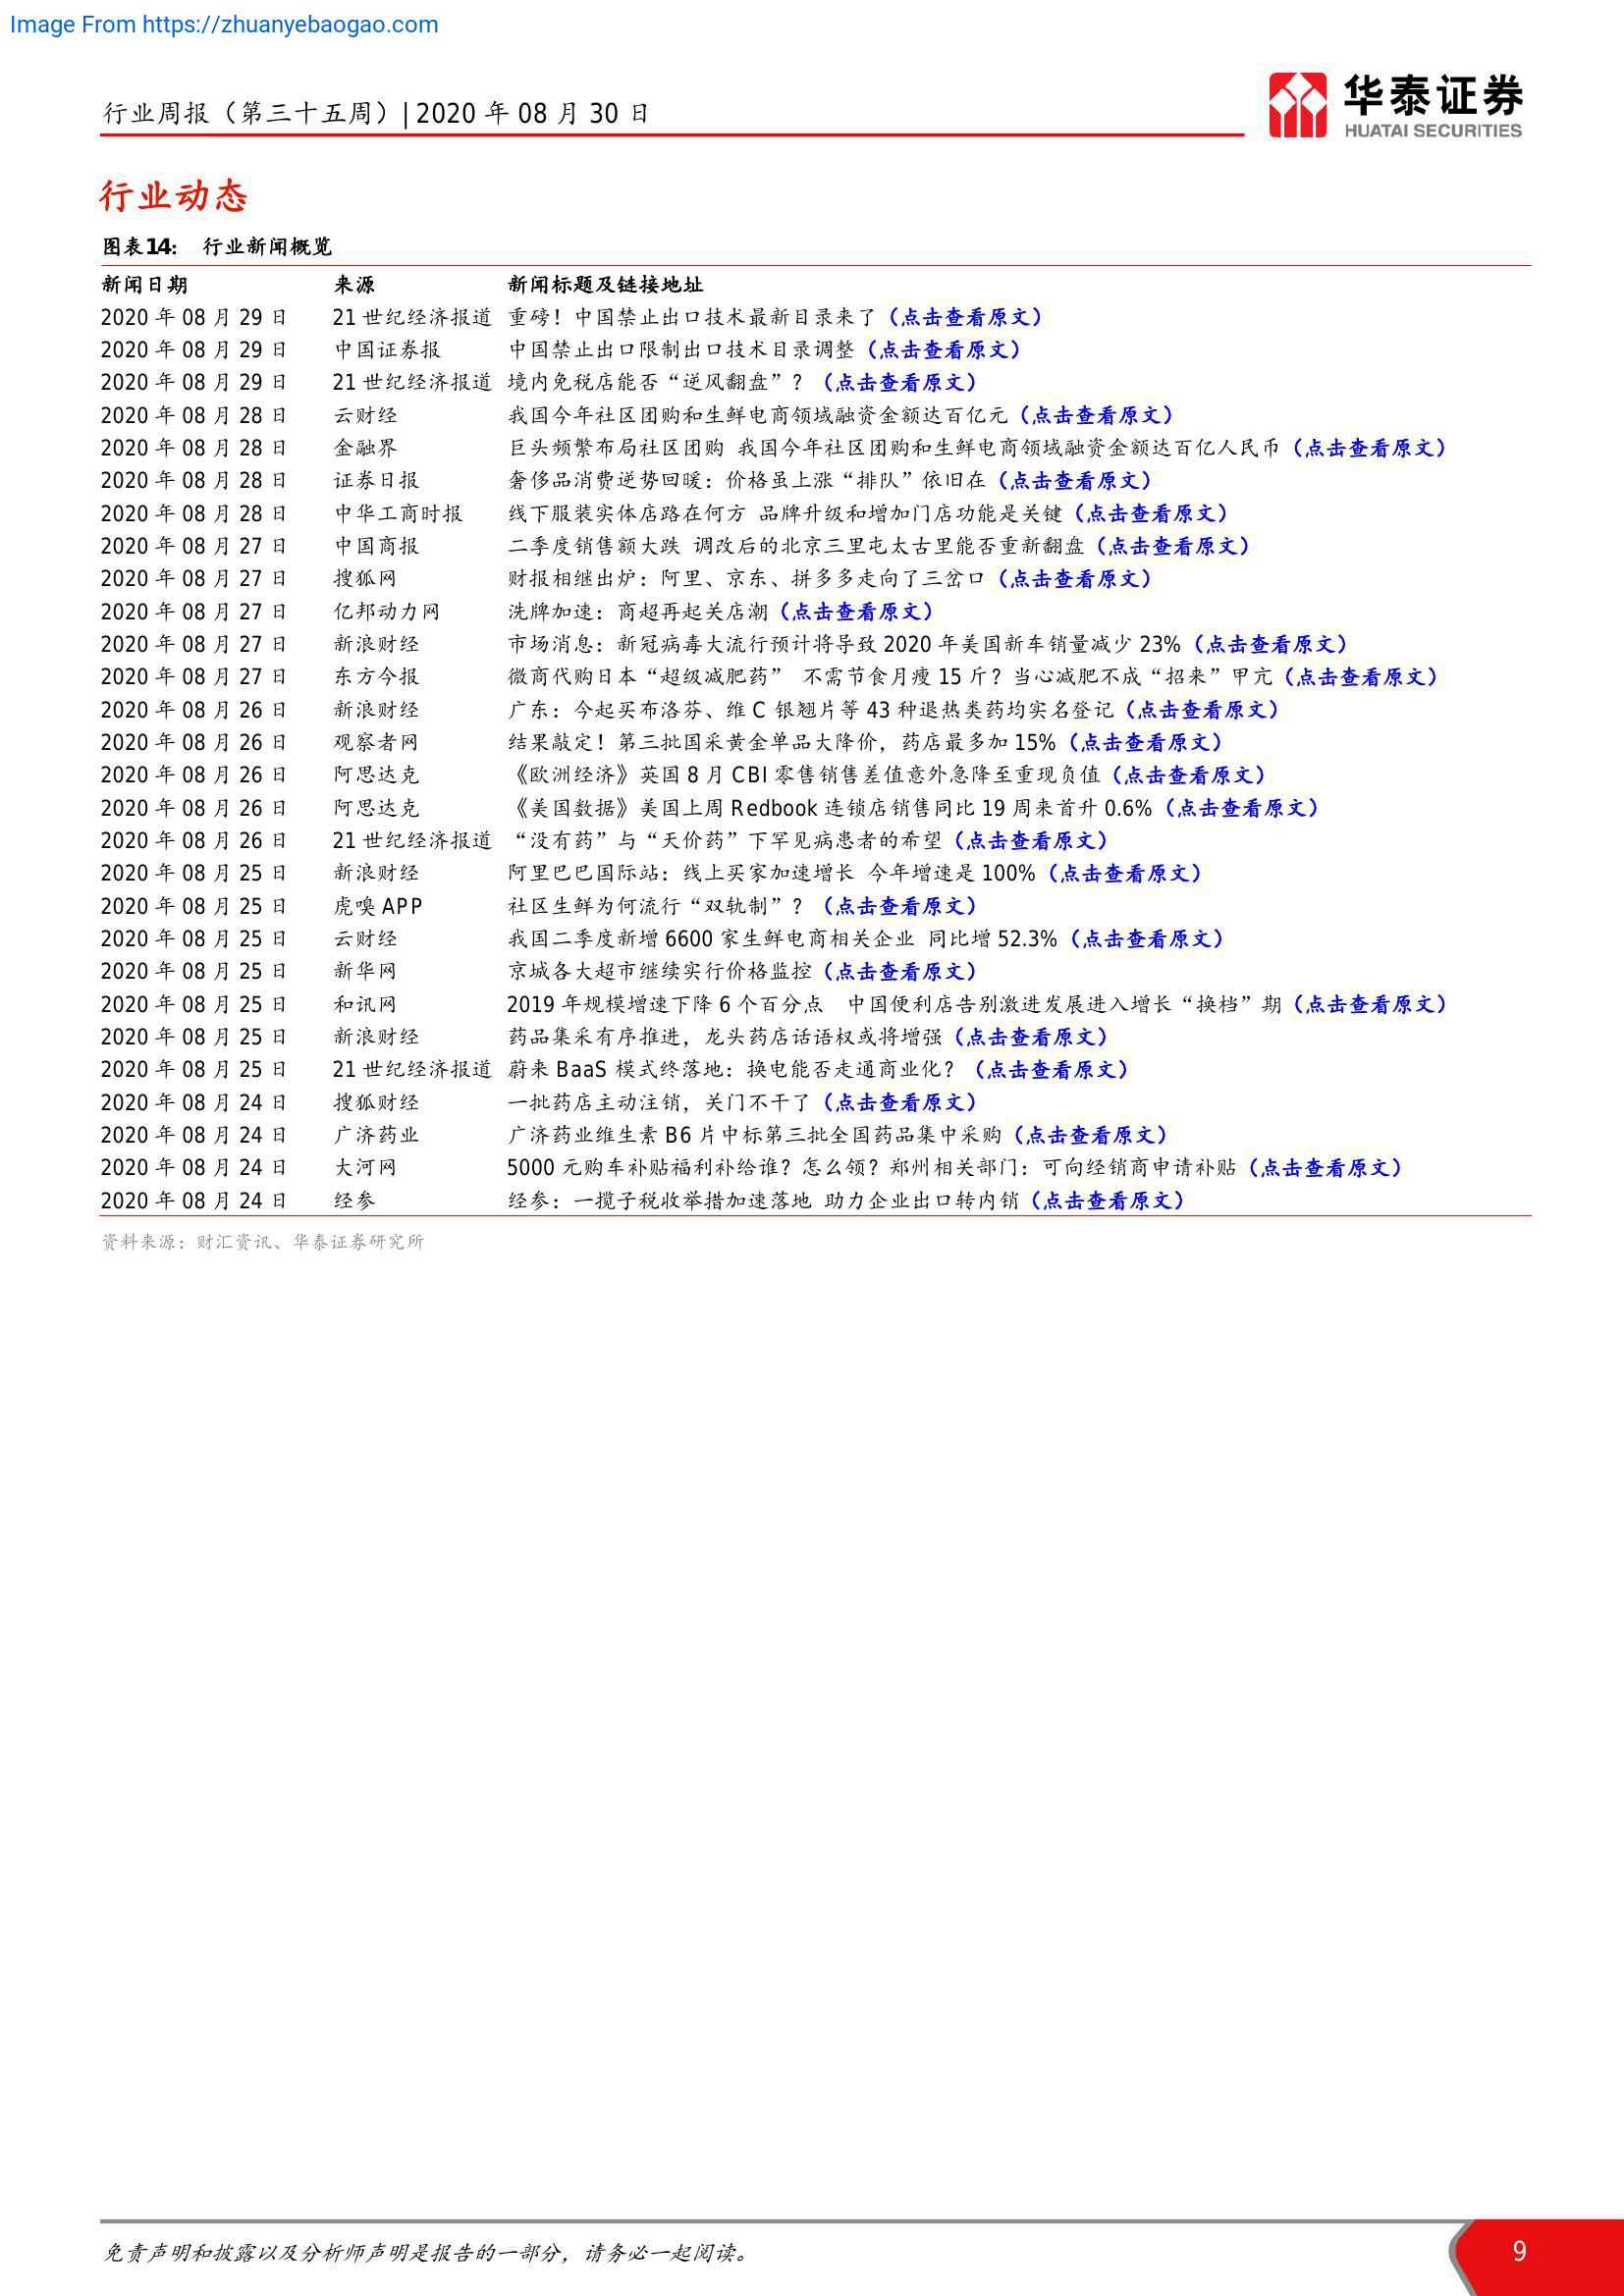 Image From https://zhuanyebaogao.com
行业周报（第三十五周）| 2020 年 08 月 30 日
华泰证券
HUATAI SECURITIES
行业动态
图表14: 行业新闻概览
新闻日期 来源 新闻标题及链接地址
2020 年 08 月 29 日 21 世纪经济报道 重磅！中国禁止出口技术最新目录来了（点击查看原文）
2020 年 08 月 29 日 中国证券报 中国禁止出口限制出口技术目录调整（点击查看原文）
2020 年 08 月 29 日 21 世纪经济报道 境内免税店能否“逆风翻盘”？（点击查看原文）
2020 年 08 月 28 日 云财经 我国今年社区团购和生鲜电商领域融资金额达百亿元（点击查看原文）
2020 年 08 月 28 日 金融界 巨头频繁布局社区团购 我国今年社区团购和生鲜电商领域融资金额达百亿人民币（点击查看原文）
2020 年 08 月 28 日 证券日报 奢侈品消费逆势回暖：价格虽上涨“排队”依旧在（点击查看原文）
2020 年 08 月 28 日 中华工商时报 线下服装实体店路在何方 品牌升级和增加门店功能是关键（点击查看原文）
2020 年 08 月 27 日 中国商报 二季度销售额大跌 调改后的北京三里屯太古里能否重新翻盘（点击查看原文）
2020 年 08 月 27 日 搜狐网 财报相继出炉：阿里、京东、拼多多走向了三岔口（点击查看原文）
2020 年 08 月 27 日 亿邦动力网 洗牌加速：商超再起关店潮（点击查看原文）
2020 年 08 月 27 日 新浪财经 市场消息：新冠病毒大流行预计将导致 2020 年美国新车销量减少 23%（点击查看原文）
2020 年 08 月 27 日 东方今报 微商代购日本“超级减肥药” 不需节食月瘦 15 斤？当心减肥不成“招来”甲亢（点击查看原文）
2020 年 08 月 26 日 新浪财经 广东：今起买布洛芬、维 C 银翘片等 43 种退热类药均实名登记（点击查看原文）
2020 年 08 月 26 日 观察者网 结果敲定！第三批国采黄金单品大降价，药店最多加 15%（点击查看原文）
2020 年 08 月 26 日 阿思达克 《欧洲经济》英国 8 月 CBI 零售销售差值意外急降至重现负值（点击查看原文）
2020 年 08 月 26 日 阿思达克 《美国数据》美国上周 Redbook 连锁店销售同比 19 周来首升 0.6%（点击查看原文）
2020 年 08 月 26 日 21 世纪经济报道 “没有药”与“天价药”下罕见病患者的希望（点击查看原文）
2020 年 08 月 25 日 新浪财经 阿里巴巴国际站：线上买家加速增长 今年增速是 100%（点击查看原文）
2020 年 08 月 25 日 虎嗅 APP 社区生鲜为何流行“双轨制”？（点击查看原文）
2020 年 08 月 25 日 云财经 我国二季度新增 6600 家生鲜电商相关企业 同比增 52.3%（点击查看原文）
2020 年 08 月 25 日 新华网 京城各大超市继续实行价格监控（点击查看原文）
2020 年 08 月 25 日 和讯网 2019 年规模增速下降 6 个百分点 中国便利店告别激进发展进入增长“换档”期（点击查看原文）
2020 年 08 月 25 日 新浪财经 药品集采有序推进，龙头药店话语权或将增强（点击查看原文）
2020 年 08 月 25 日 21 世纪经济报道 蔚来 BaaS 模式终落地：换电能否走通商业化？（点击查看原文）
2020 年 08 月 24 日 搜狐财经 一批药店主动注销，关门不干了（点击查看原文）
2020 年 08 月 24 日 广济药业 广济药业维生素 B6 片中标第三批全国药品集中采购（点击查看原文）
2020 年 08 月 24 日 大河网 5000 元购车补贴福利补给谁？怎么领？郑州相关部门：可向经销商申请补贴（点击查看原文）
2020 年 08 月 24 日 经参 经参：一揽子税收举措加速落地 助力企业出口转内销（点击查看原文）
资料来源：财汇资讯、华泰证券研究所
免责声明和披露以及分析师声明是报告的一部分，请务必一起阅读。
9